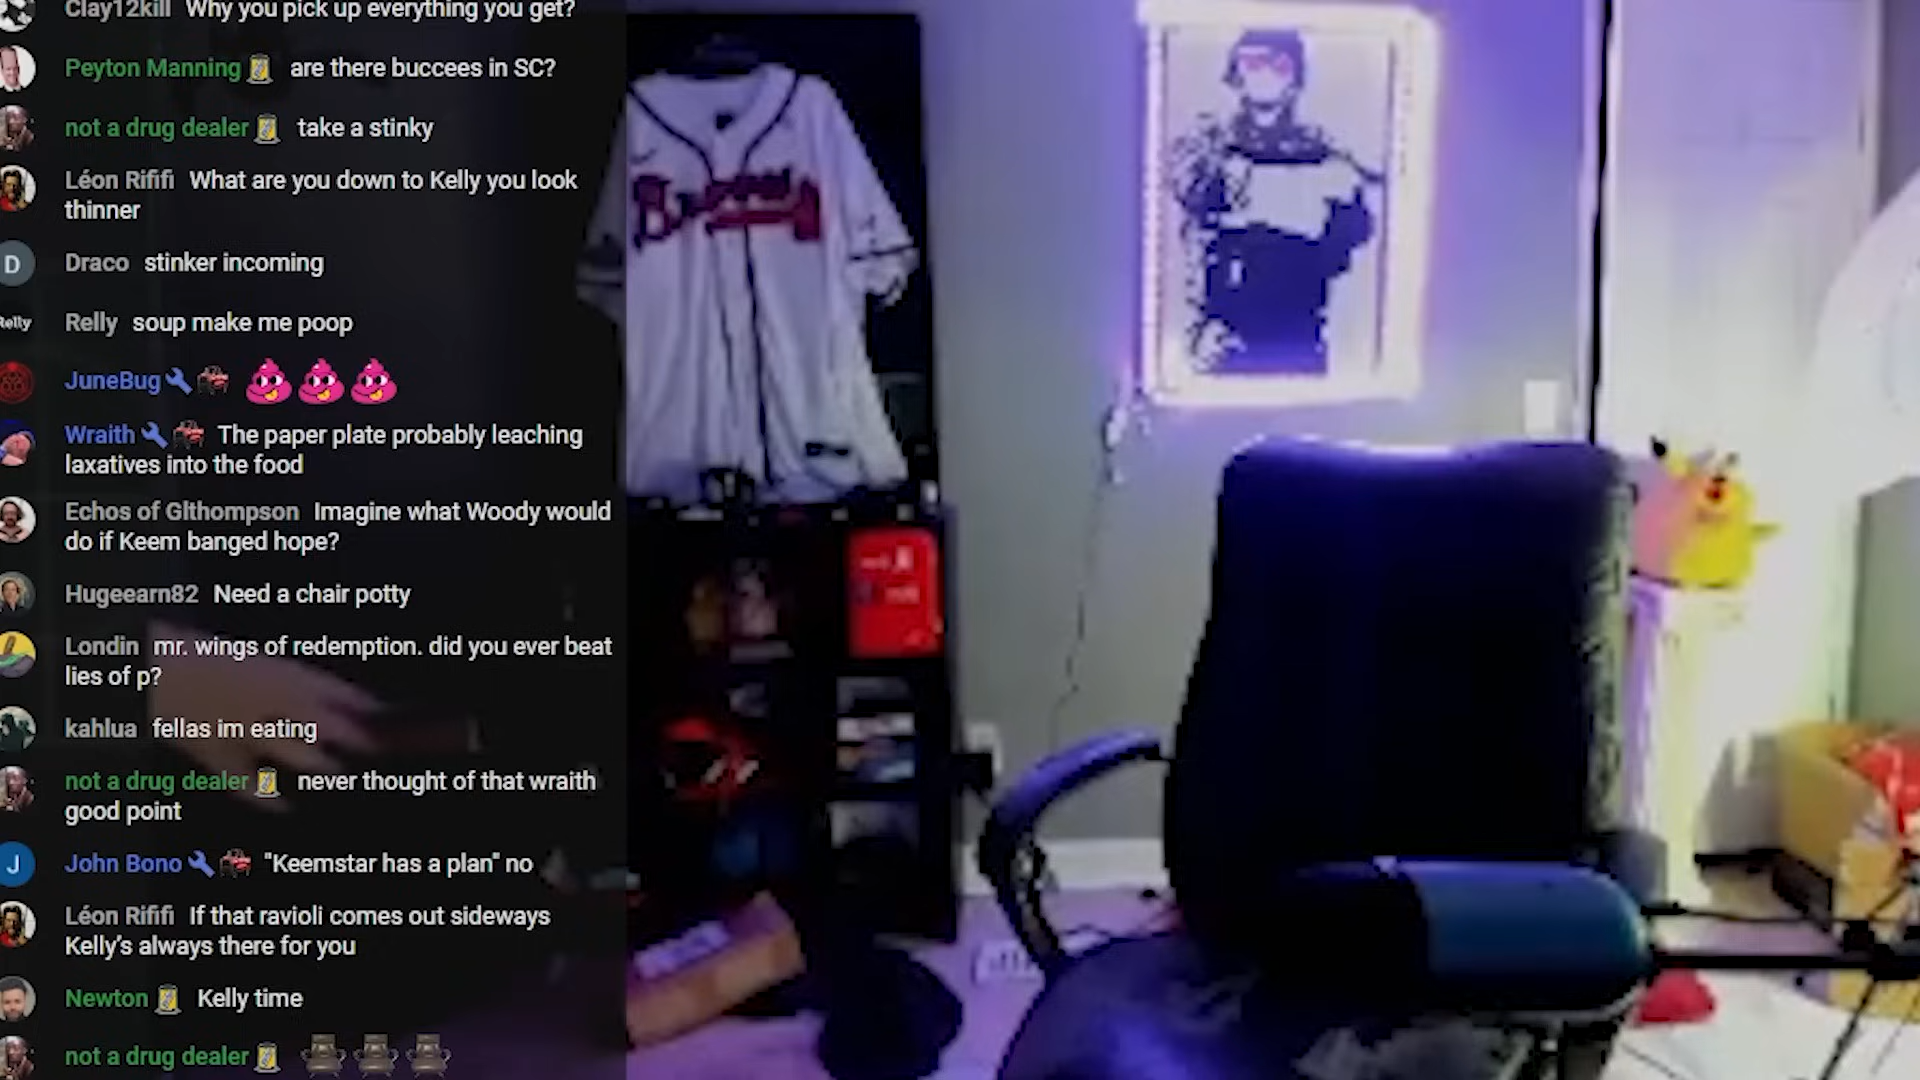 Clay12kill Why you pick up everything you get?
Peyton Manning are there buccees in SC?
not a drug dealer take a stinky
Léon Rififi What are you down to Kelly you look
thinner
D
Draco stinker incoming
Relly
Relly soup make me poop
JuneBug
Wraith The paper plate probably leaching
laxatives into the food
Echos of Glthompson Imagine what Woody would
do if Keem banged hope?
Hugeearn82 Need a chair potty
Londin mr. wings of redemption. did you ever beat
lies of p?
kahlua fellas im eating
not a drug dealer never thought of that wraith
good point
J
John Bono "Keemstar has a plan" no
Léon Rififi If that ravioli comes out sideways
Kelly's always there for you
Newton Kelly time
not a drug dealer
Braves